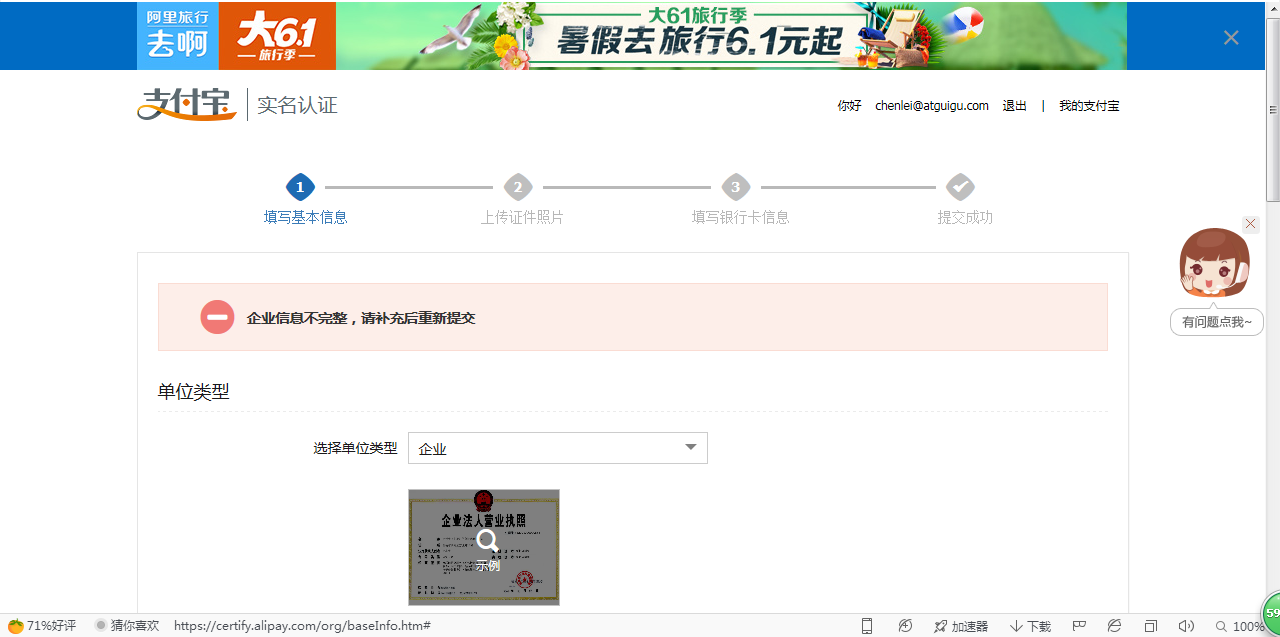 阿里旅行
去啊
大6.1
旅行季
大61旅行季
暑假去旅行6.1元起
支付宝
实名认证
你好 chenlei@atguigu.com 退出 | 我的支付宝
1
2
3
填写基本信息
上传证件照片
填写银行卡信息
提交成功
企业信息不完整，请补充后重新提交
有问题点我~
单位类型
选择单位类型
企业
企业法人营业执照
示例
71%好评
猜你喜欢
https://certify.alipay.com/org/baseInfo.htm#
加速器
下载
100%
59